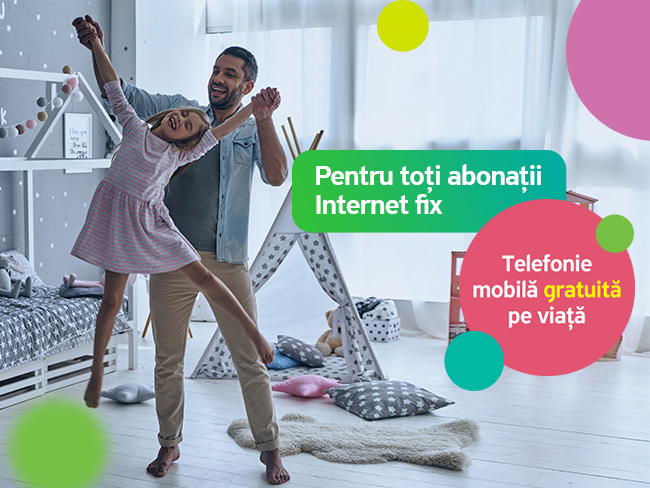 Pentru toți abonații
Internet fix
Telefonie
mobilă gratuită
pe viață